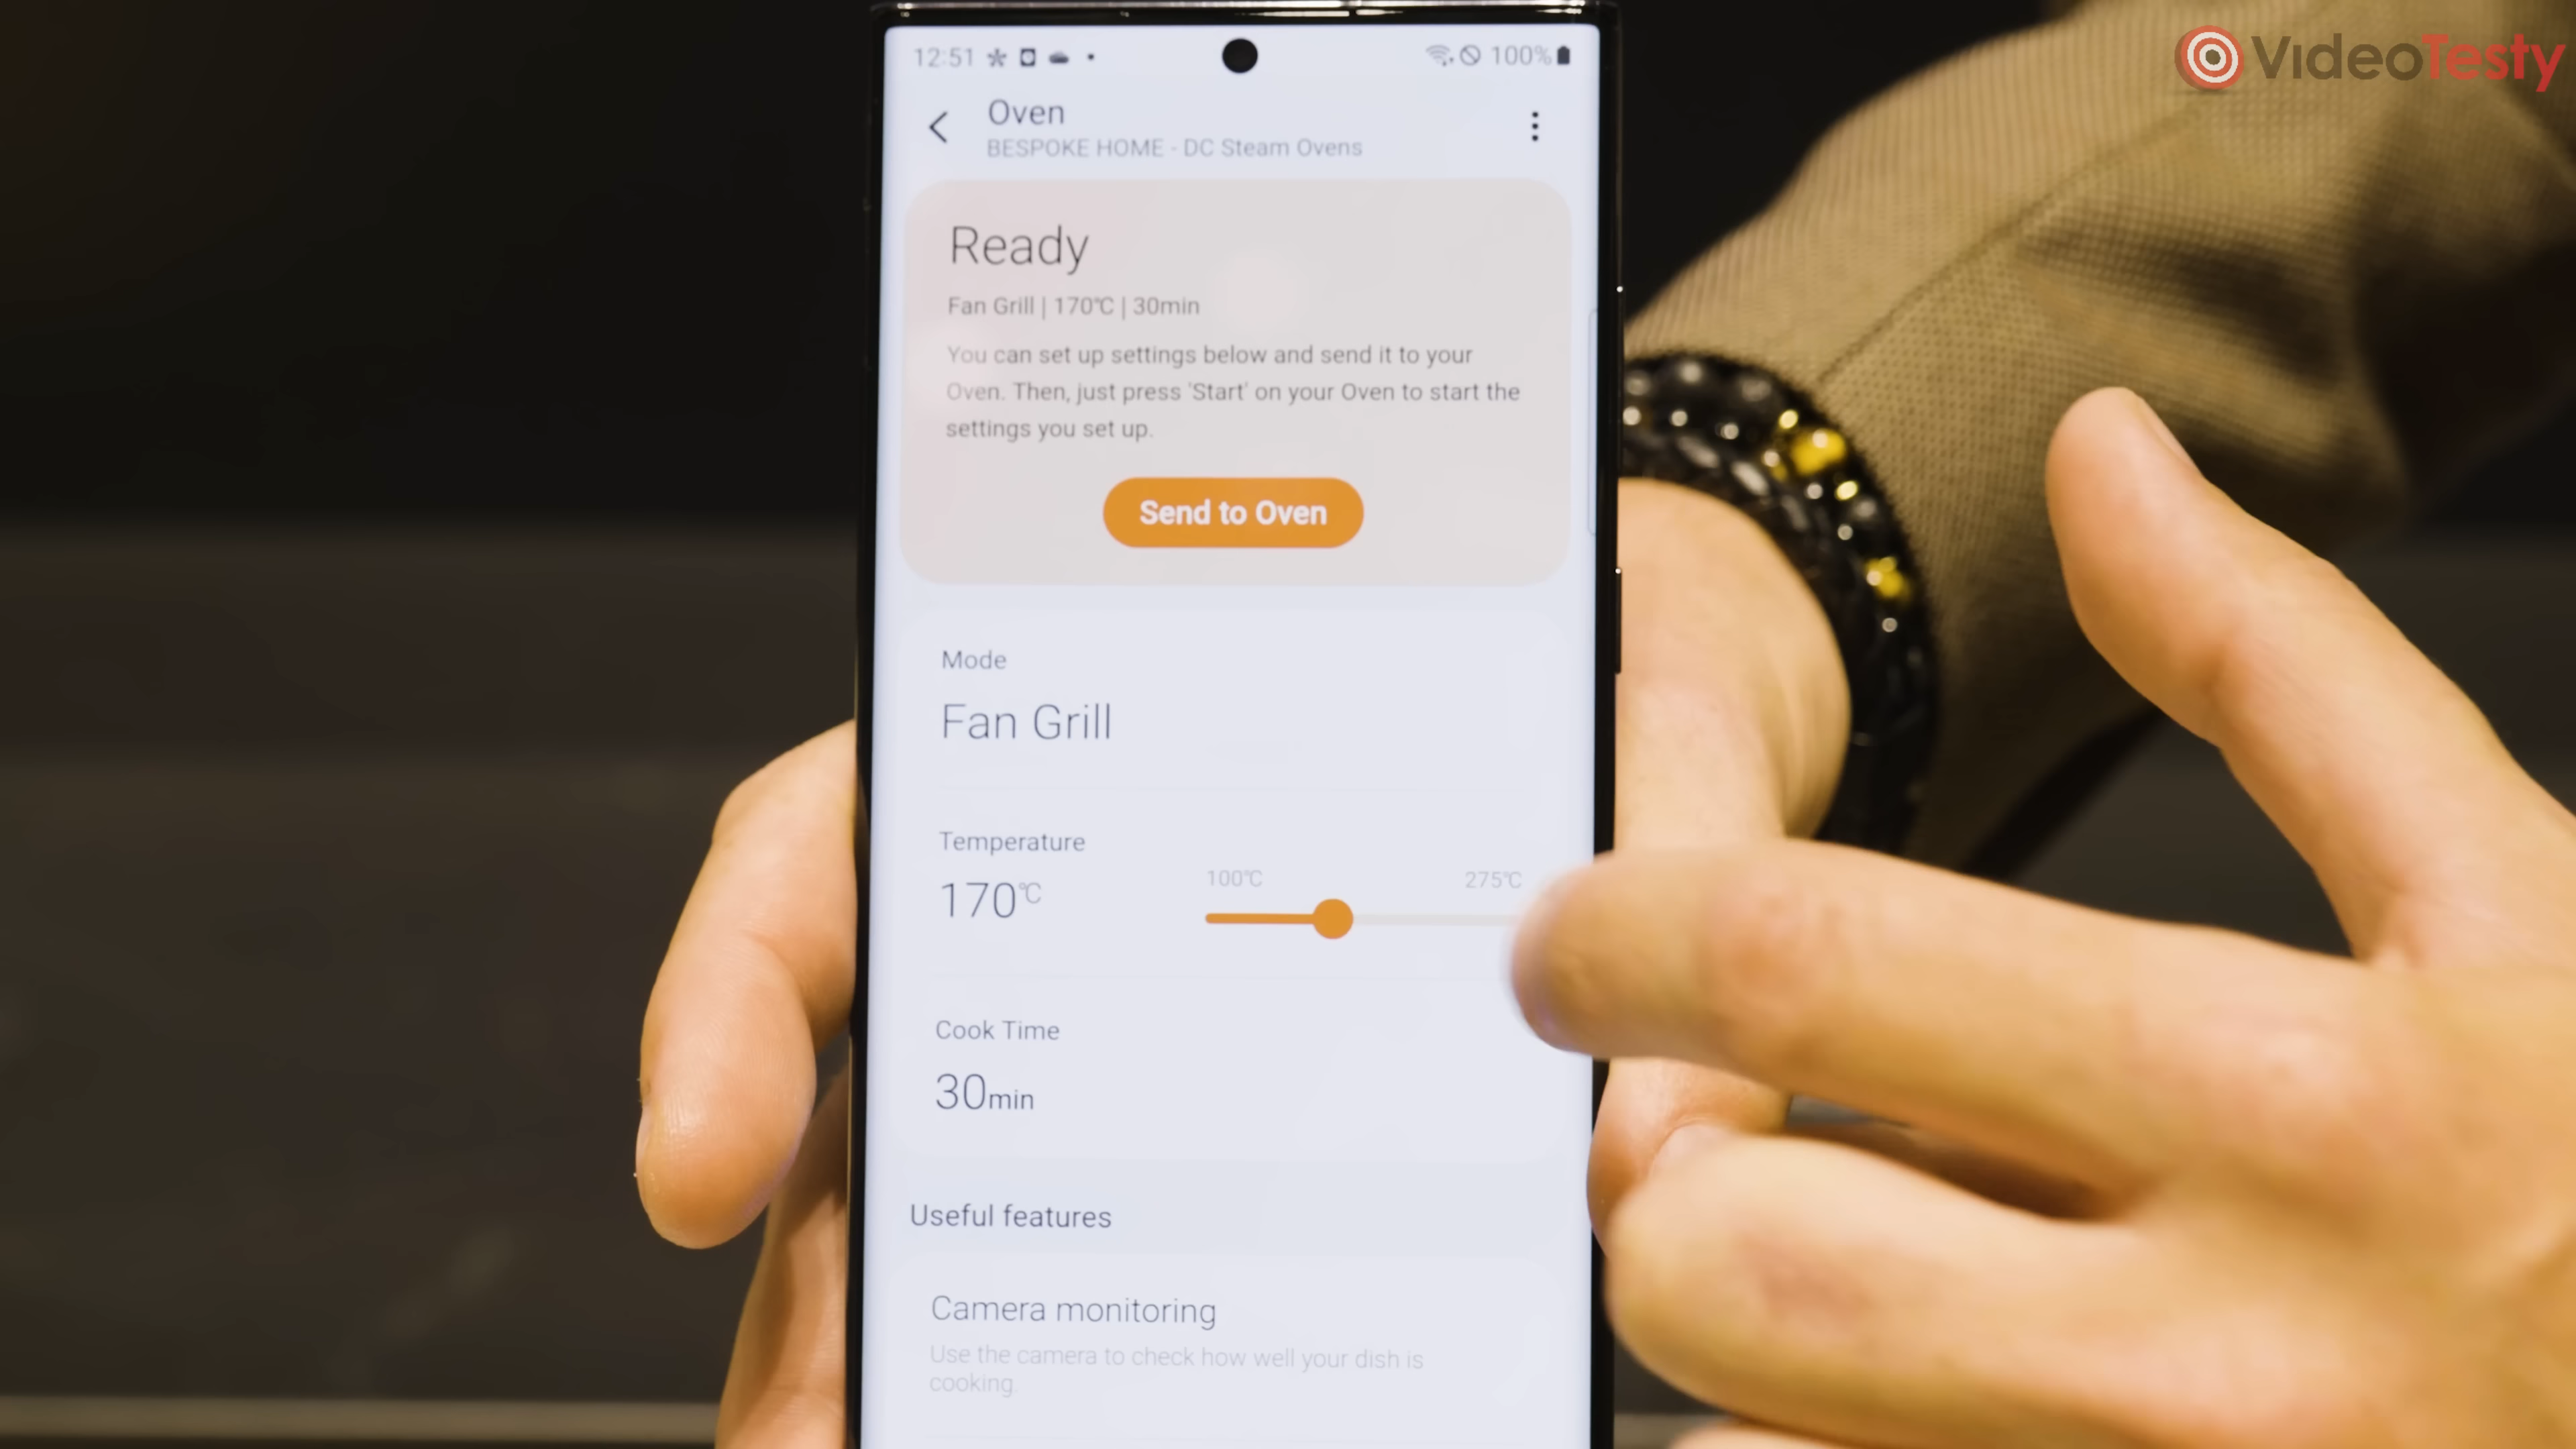 VideoTesty
12:51
100%
Oven
BESPOKE HOME - DC Steam Ovens
Ready
Fan Grill | 170℃ | 30min
You can set up settings below and send it to your
Oven. Then, just press 'Start' on your Oven to start the
settings you set up.
Send to Oven
Mode
Fan Grill
Temperature
100℃ 275℃
170℃
Cook Time
30min
Useful features
Camera monitoring
Use the camera to check how well your dish is
cooking.